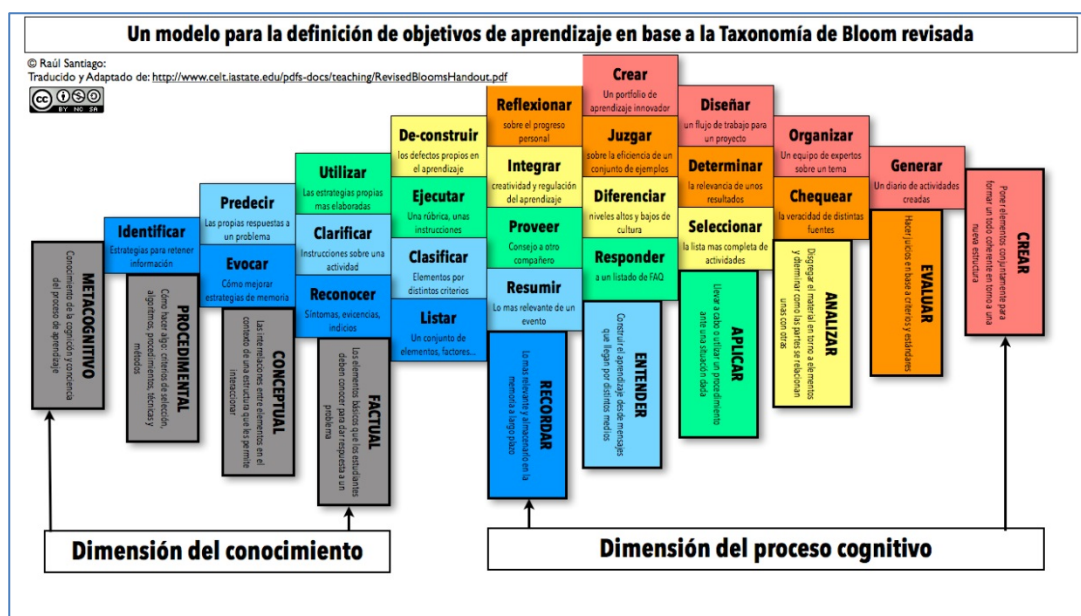 Un modelo para la definición de objetivos de aprendizaje en base a la Taxonomía de Bloom revisada
© Raúl Santiago:
Traducido y Adaptado de: http://www.celt.iastate.edu/pdfs-docs/teaching/RevisedBloomsHandout.pdf
cc
BY NC SA
Crear
Un portfolio de
aprendizaje innovador
Reflexionar
sobre el progreso
personal
Juzgar
sobre la eficiencia de un
conjunto de ejemplos
Diseñar
un flujo de trabajo para
un proyecto
De-construir
los defectos propios en
el aprendizaje
Integrar
creatividad y regulación
del aprendizaje
Diferenciar
niveles altos y bajos de
cultura
Determinar
la relevancia de unos
resultados
Organizar
Un equipo de expertos
sobre un tema
Utilizar
Las estrategias propias
mas elaboradas
Ejecutar
Una rúbrica, unas
instrucciones
Proveer
Consejo a otro
compañero
Responder
a un listado de FAQ
Seleccionar
la lista mas completa de
actividades
Chequear
la veracidad de distintas
fuentes
Generar
Un diario de actividades
creadas
Predecir
Las propias respuestas a
un problema
Clarificar
Instrucciones sobre una
actividad
Clasificar
Elementos por
distintos criterios
Resumir
Lo mas relevante de un
evento
Identificar
Estrategias para retener
información
Evocar
Cómo mejorar
estrategias de memoria
Reconocer
Síntomas, evicencias,
indicios
Listar
Un conjunto de
elementos, factores...
METACOGNITIVO
Conocimiento de la cognición y conciencia
del proceso de aprendizaje
PROCEDIMENTAL
Cómo hacer algo: criterios de selección,
algoritmos, procedimientos, técnicas y
métodos
CONCEPTUAL
Las interrelaciones entre elementos en el
contexto de una estructura que les permite
interaccionar
FACTUAL
Los elementos básicos que los estudiantes
deben conocer para dar respuesta a un
problema
RECORDAR
Lo mas relevante y almacenarlo en la
memoria a largo plazo
ENTENDER
Construir el aprendizaje desde mensajes
que llegan por distintos medios
APLICAR
Llevar a cabo o utilizar un procedimiento
ante una situación dada
ANALIZAR
Disgregar el material en torno a elementos
y dterminar como las partes se relacionan
unas con otras
EVALUAR
Hacer juicios en base a criterios y estándares
CREAR
Poner elementos conjuntamente para
formar un todo coherente en torno a una
nueva estructura
Dimensión del conocimiento
Dimensión del proceso cognitivo